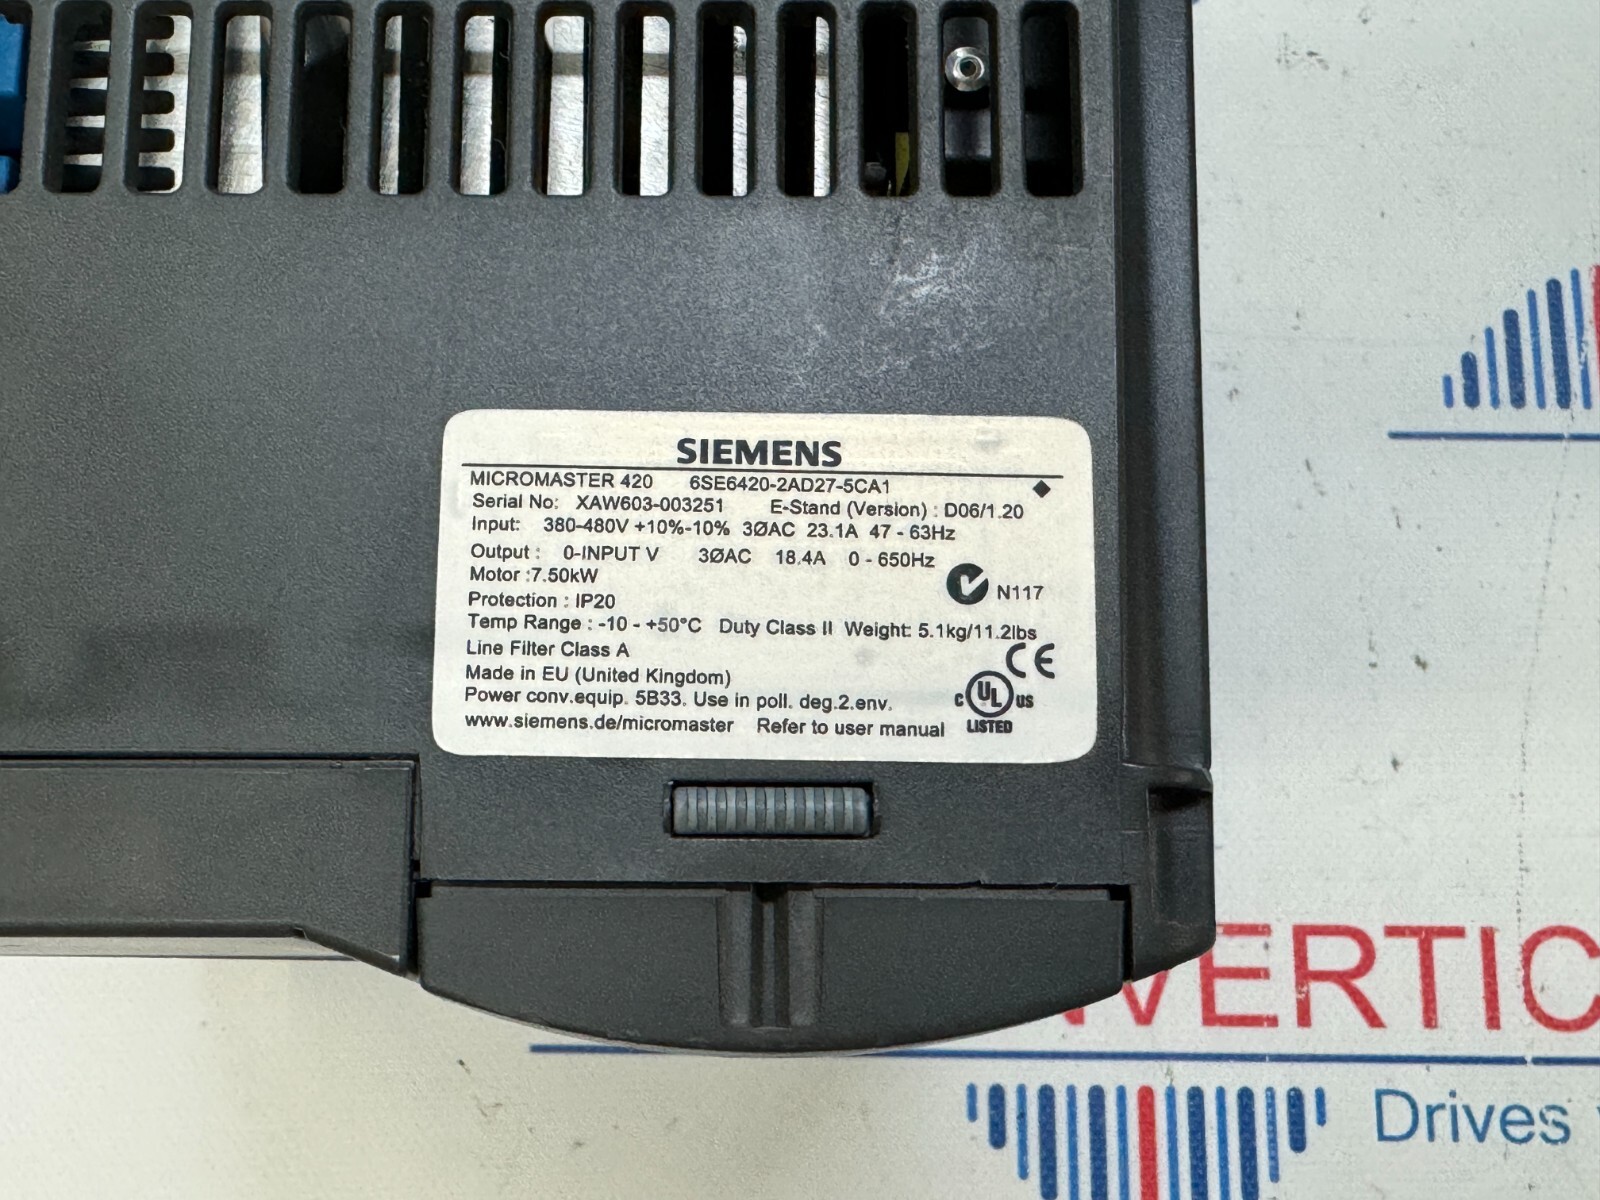 SIEMENS
MICROMASTER 420 6SE6420-2AD27-5CA1
Serial No: XAW603-003251 E-Stand (Version) : D06/1.20
Input: 380-480V +10%-10% 3ØAC 23.1A 47 - 63Hz
Output : 0-INPUT V 3ØAC 18.4A 0 - 650Hz
Motor :7.50kW
N117
Protection : IP20
Temp Range : -10 - +50°C Duty Class II Weight: 5.1kg/11.2lbs
Line Filter Class A
CE
Made in EU (United Kingdom)
Power conv.equip. 5B33. Use in poll. deg.2.env.
C UL US
LISTED
www.siemens.de/micromaster Refer to user manual
VERTIC
Drives